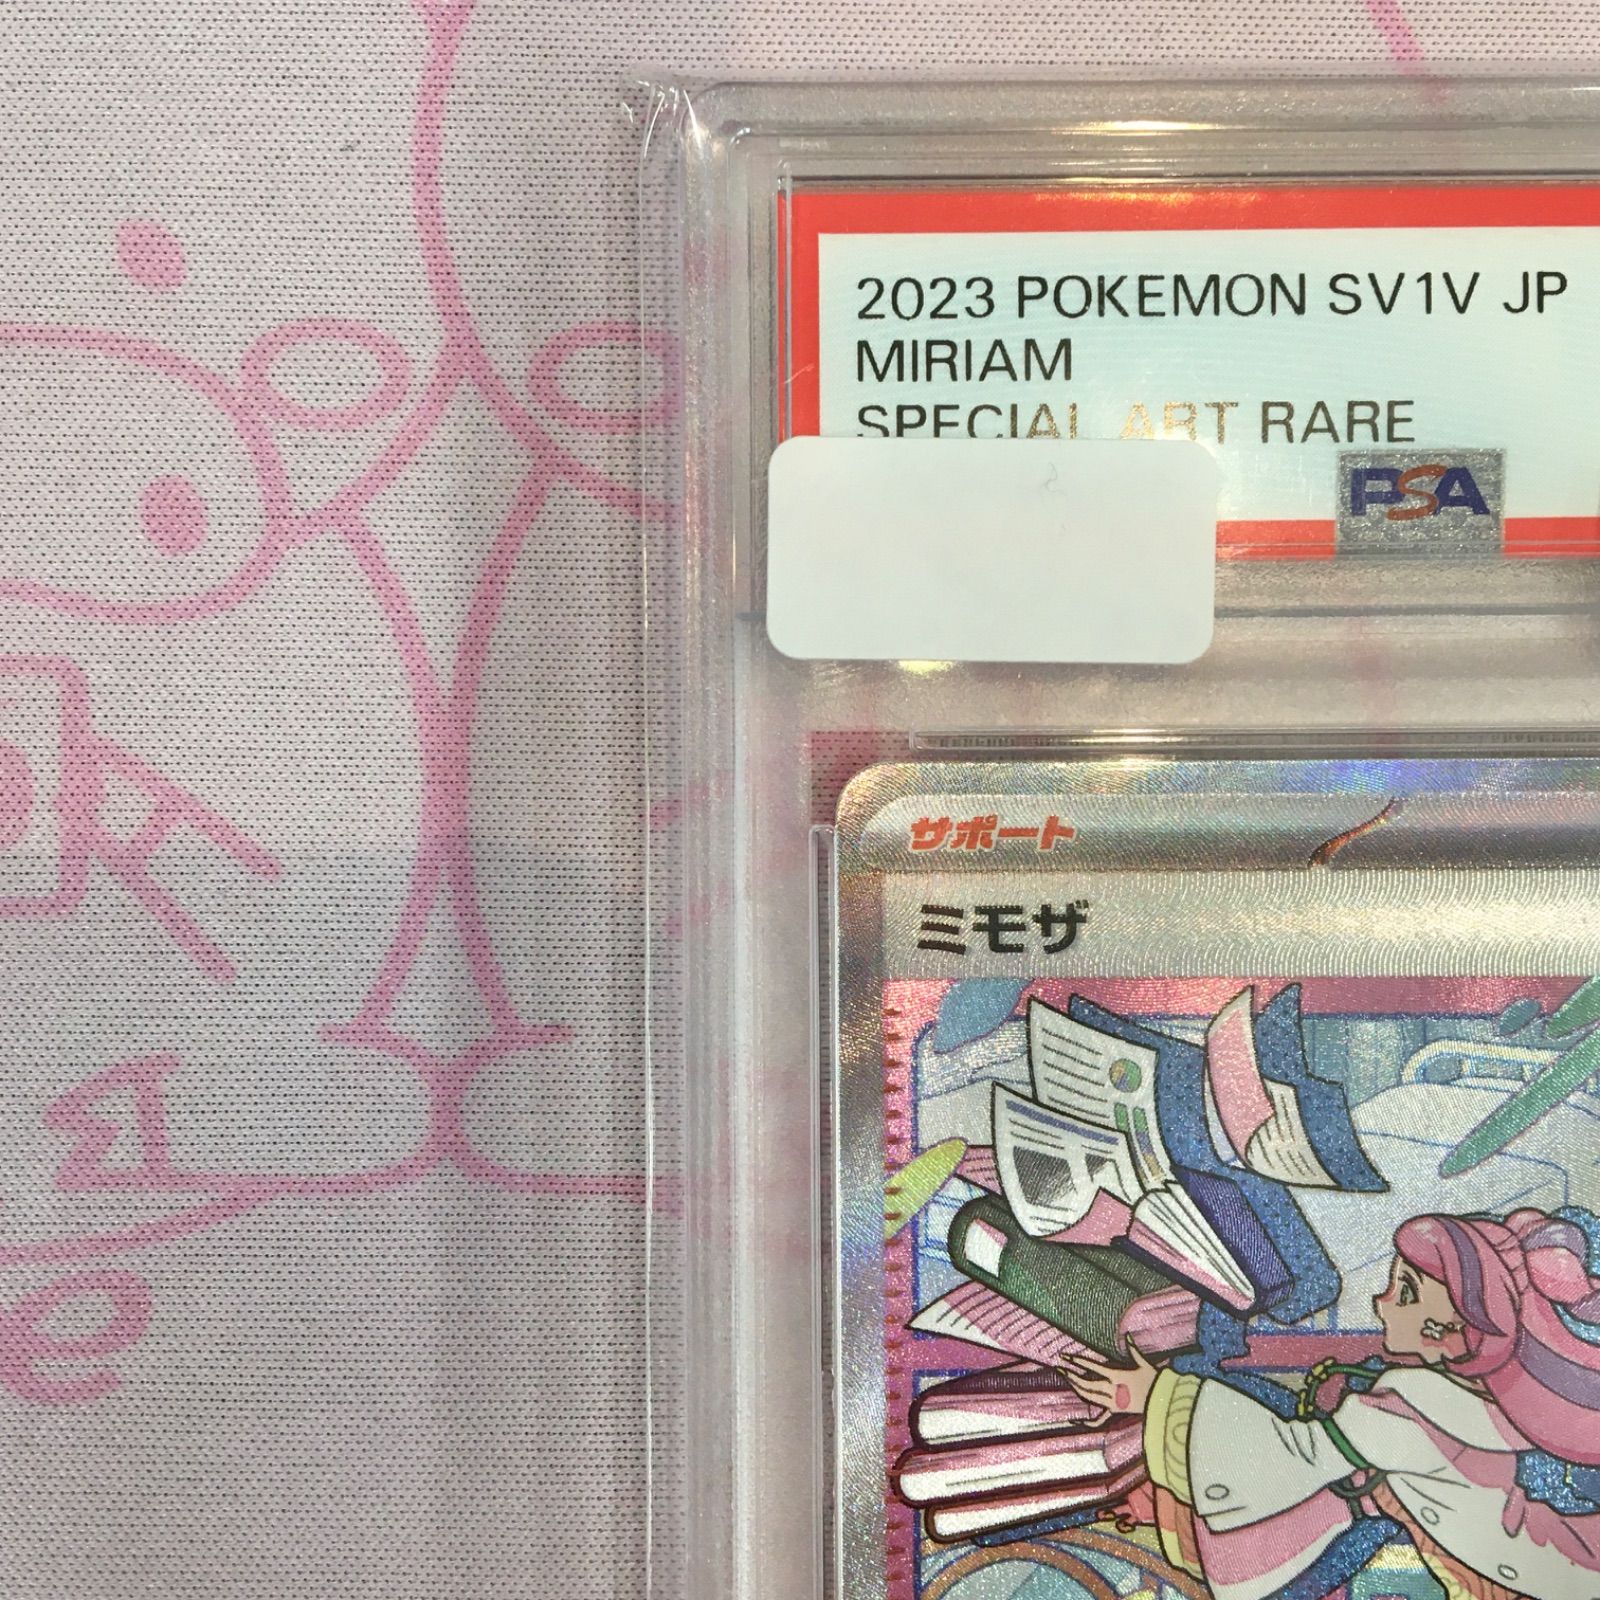 2023 POKEMON SV1V JP
MIRIAM
SPECIAL ART RARE
PSA
サポート
ミモザ